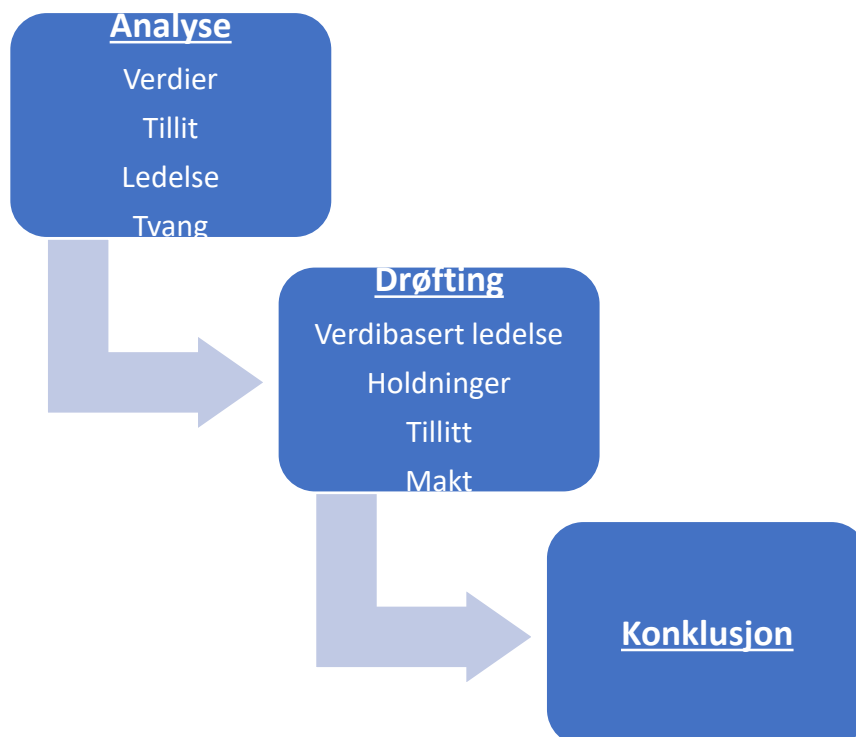 Analyse
Verdier
Tillit
Ledelse
Tvang
Drøfting
Verdibasert ledelse
Holdninger
Tillitt
Makt
Konklusjon